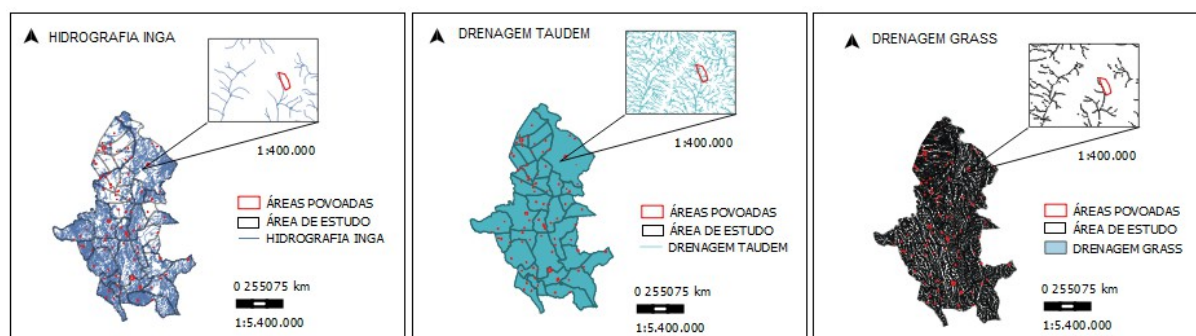 HIDROGRAFIA INGA
1:400.000
ÁREAS POVOADAS
ÁREA DE ESTUDO
HIDROGRAFIA INGA
0 255075 km
1:5.400.000
DRENAGEM TAUDEM
1:400.000
ÁREAS POVOADAS
ÁREA DE ESTUDO
DRENAGEM TAUDEM
0 255075 km
1:5.400.000
DRENAGEM GRASS
1:400.000
ÁREAS POVOADAS
ÁREA DE ESTUDO
DRENAGEM GRASS
0 255075 km
1:5.400.000